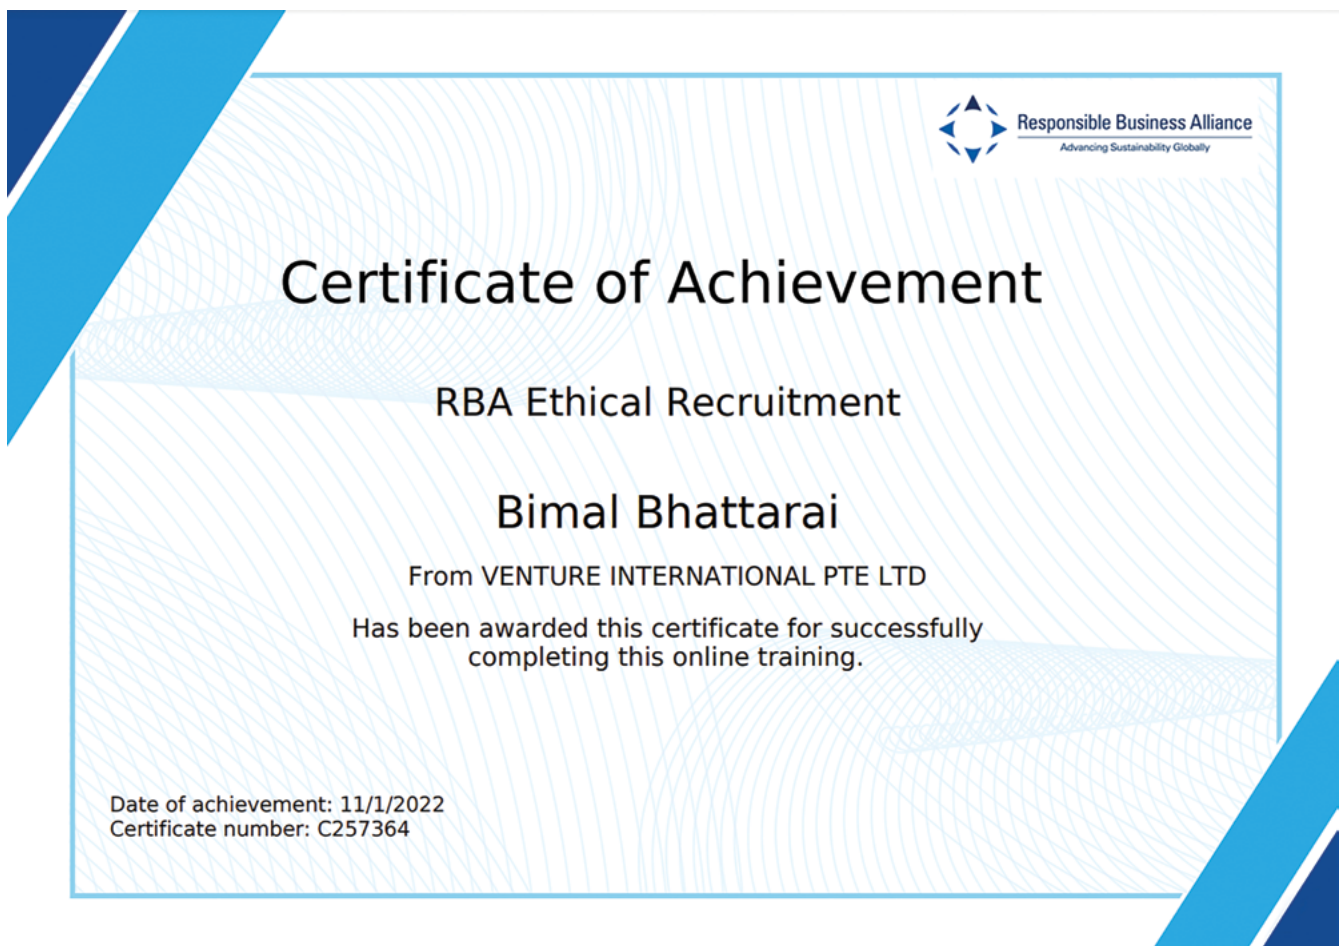 Responsible Business Alliance
Advancing Sustainability Globally
Certificate of Achievement
RBA Ethical Recruitment
Bimal Bhattarai
From VENTURE INTERNATIONAL PTE LTD
Has been awarded this certificate for successfully
completing this online training.
Date of achievement: 11/1/2022
Certificate number: C257364